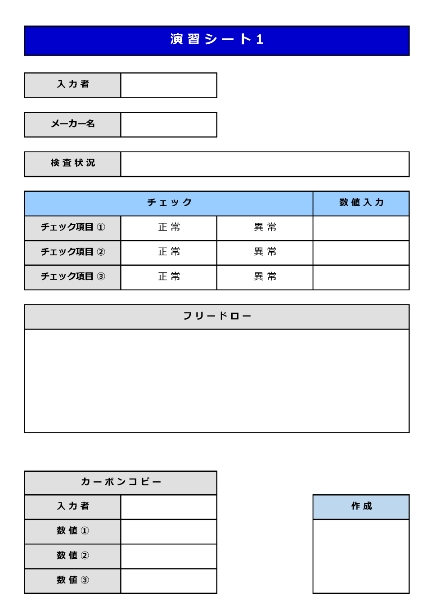 演習シート1
入力者
メーカー名
検査状況
チェック 数値入力
チェック項目① 正常 異常
チェック項目② 正常 異常
チェック項目③ 正常 異常
フリードロー
カーボンコピー
入力者 作成
数値①
数値②
数値③